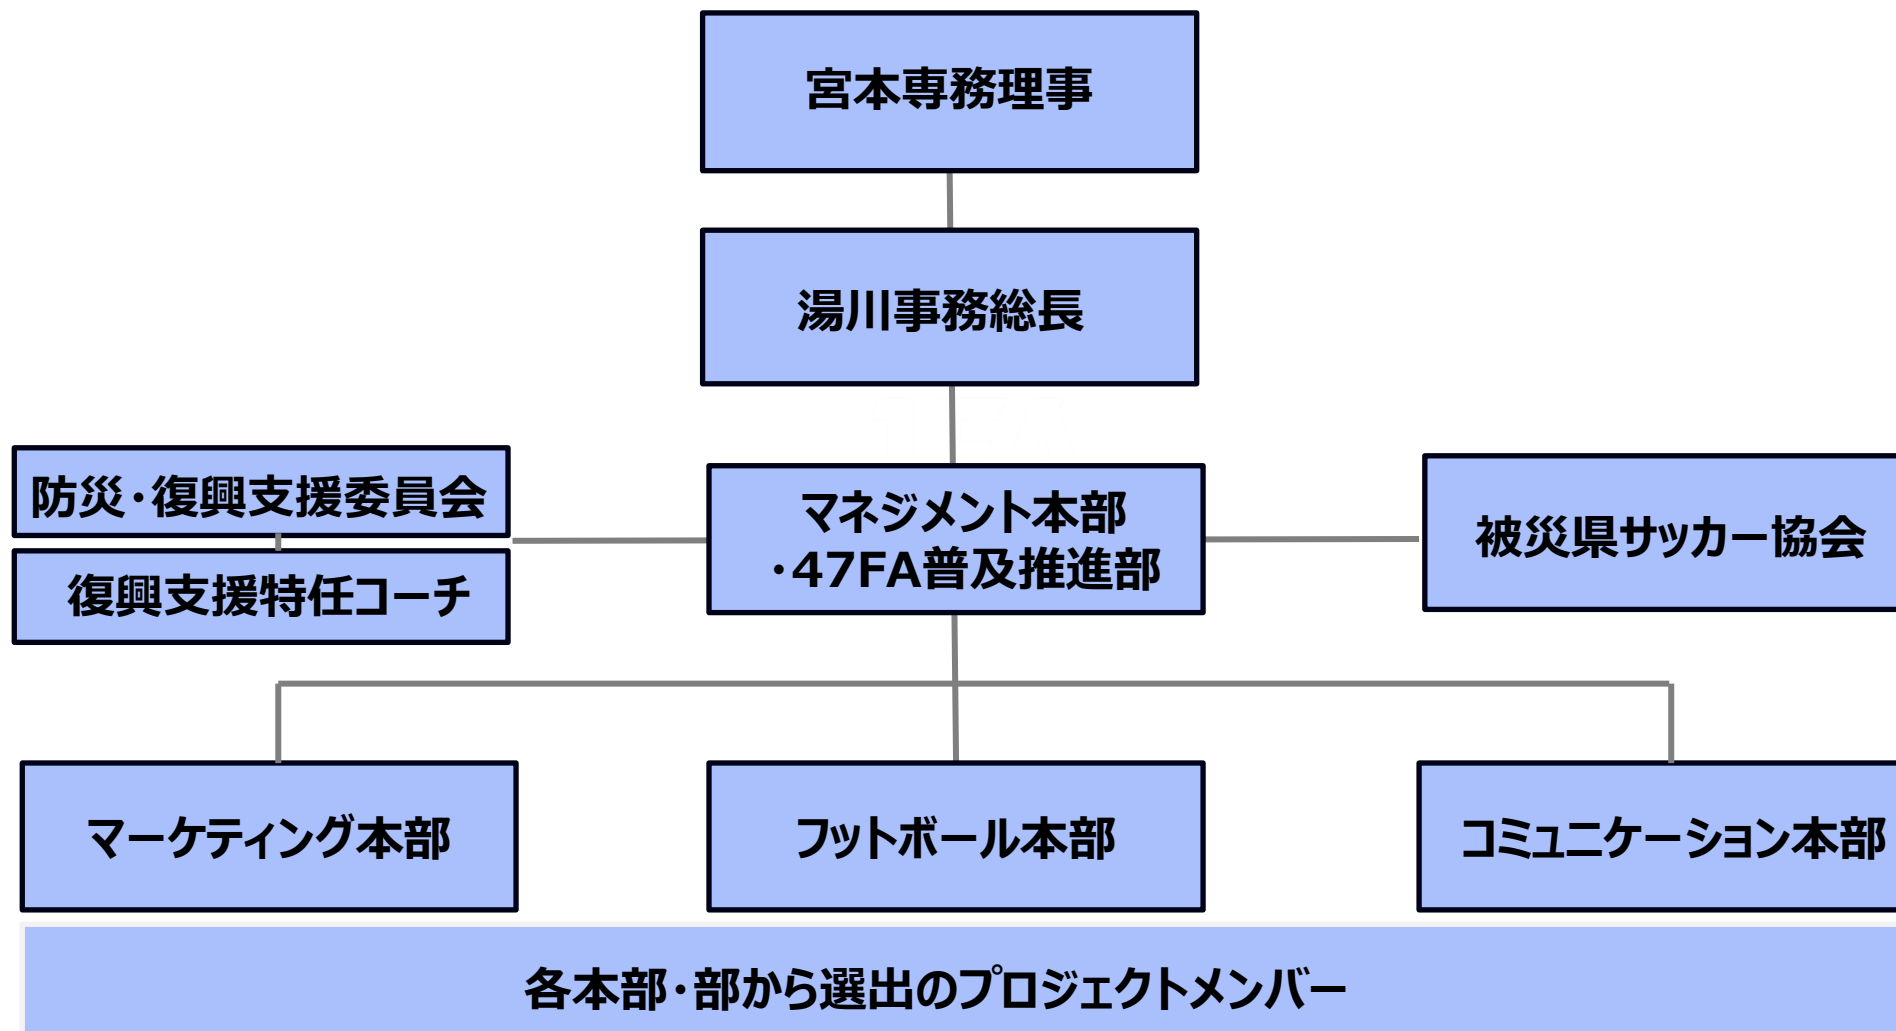 宮本専務理事
湯川事務総長
防災・復興支援委員会
復興支援特任コーチ
マネジメント本部
・47FA普及推進部
被災県サッカー協会
マーケティング本部
フットボール本部
コミュニケーション本部
各本部・部から選出のプロジェクトメンバー